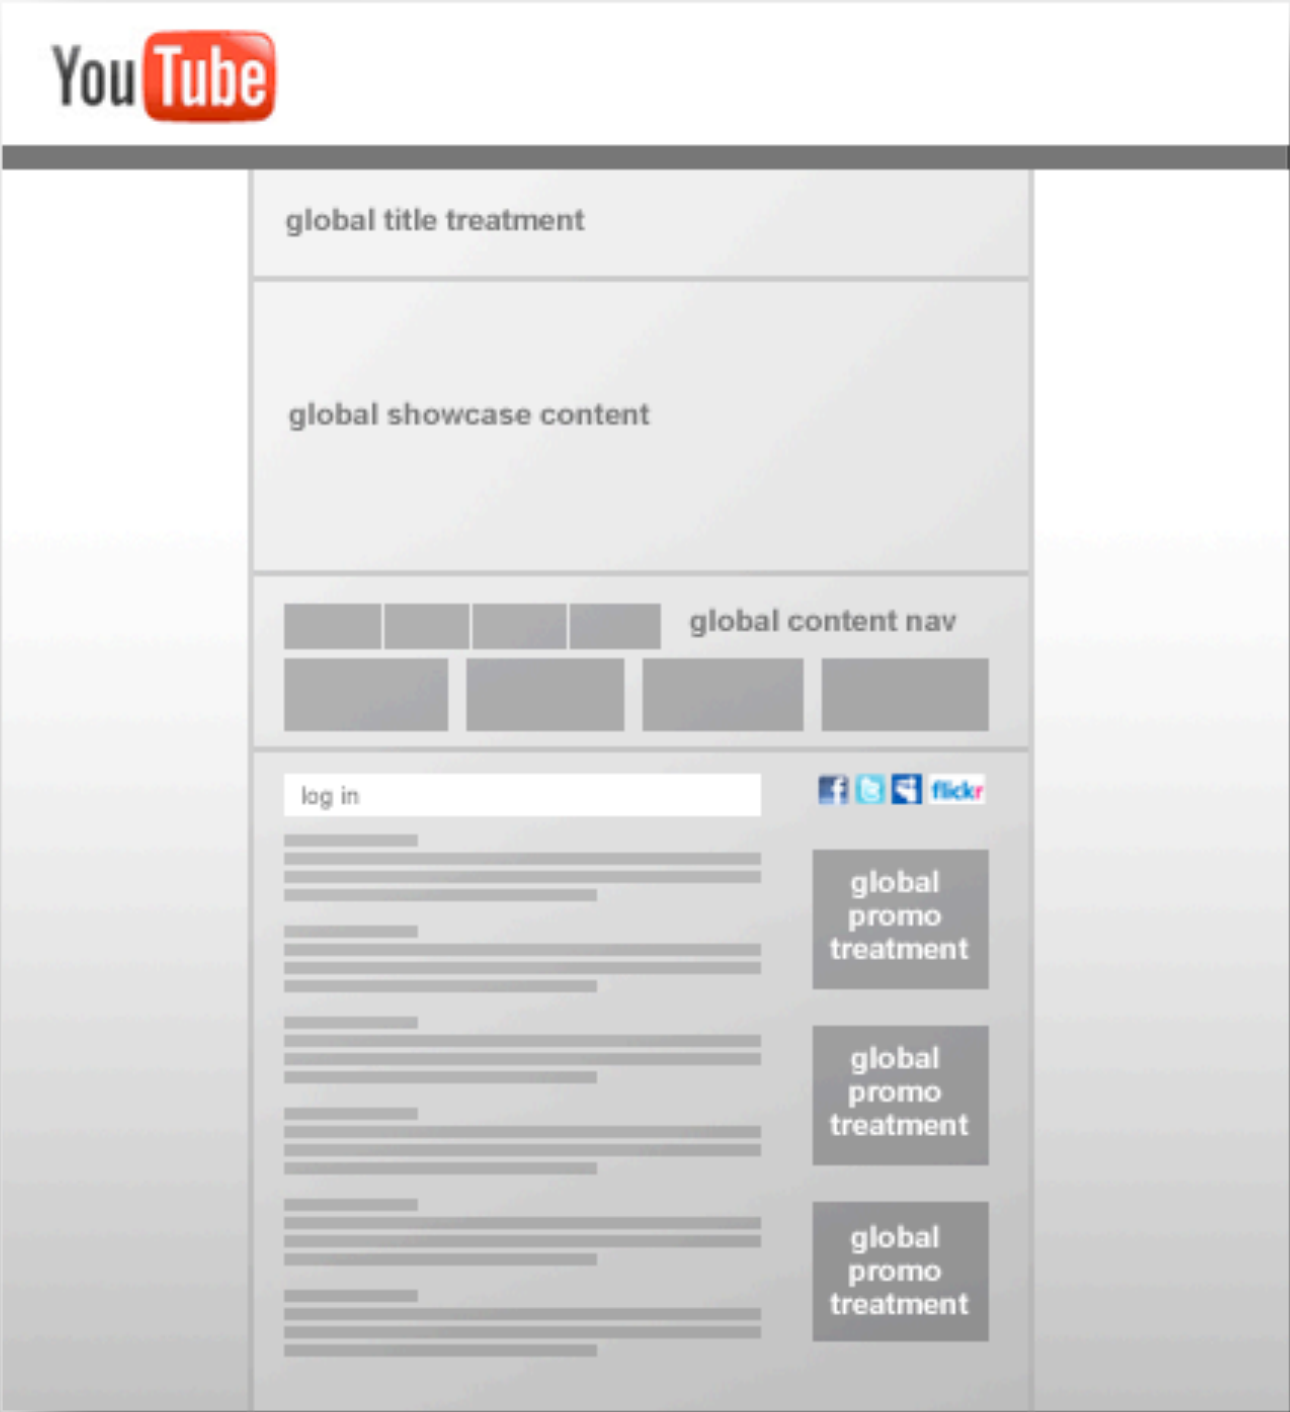 YouTube
global title treatment
global showcase content
global content nav
log in
f t flickr
global
promo
treatment
global
promo
treatment
global
promo
treatment